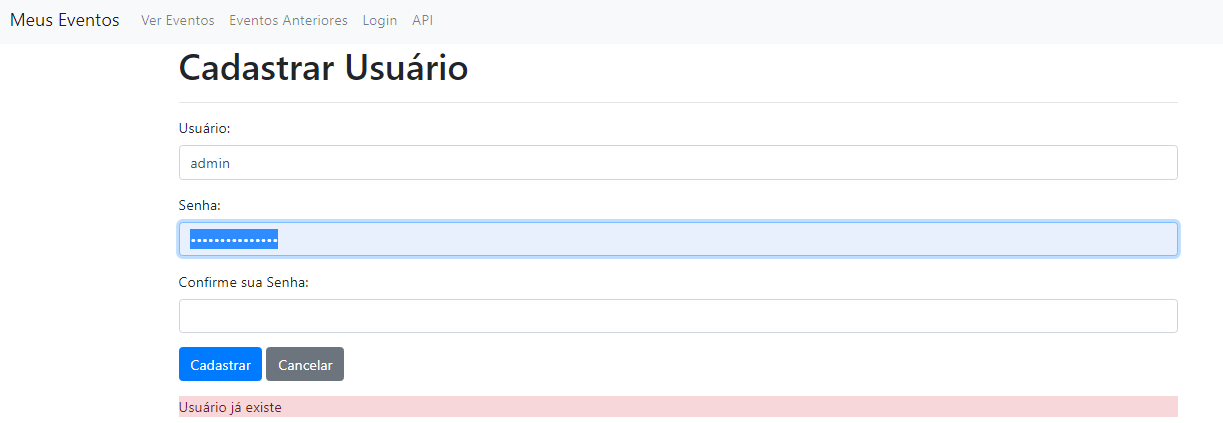 Meus Eventos Ver Eventos Eventos Anteriores Login API
Cadastrar Usuário
Usuário:
admin
Senha:
•••••••••••••••
Confirme sua Senha:
Cadastrar Cancelar
Usuário já existe